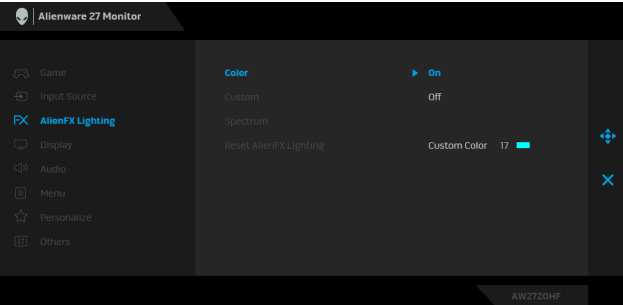 Alienware 27 Monitor
Game
Input Source
AlienFX Lighting
Display
Audio
Menu
Personalize
Others
Color
Custom
Spectrum
Reset AlienFX Lighting
On
Off
Custom Color 17
AW2720HF